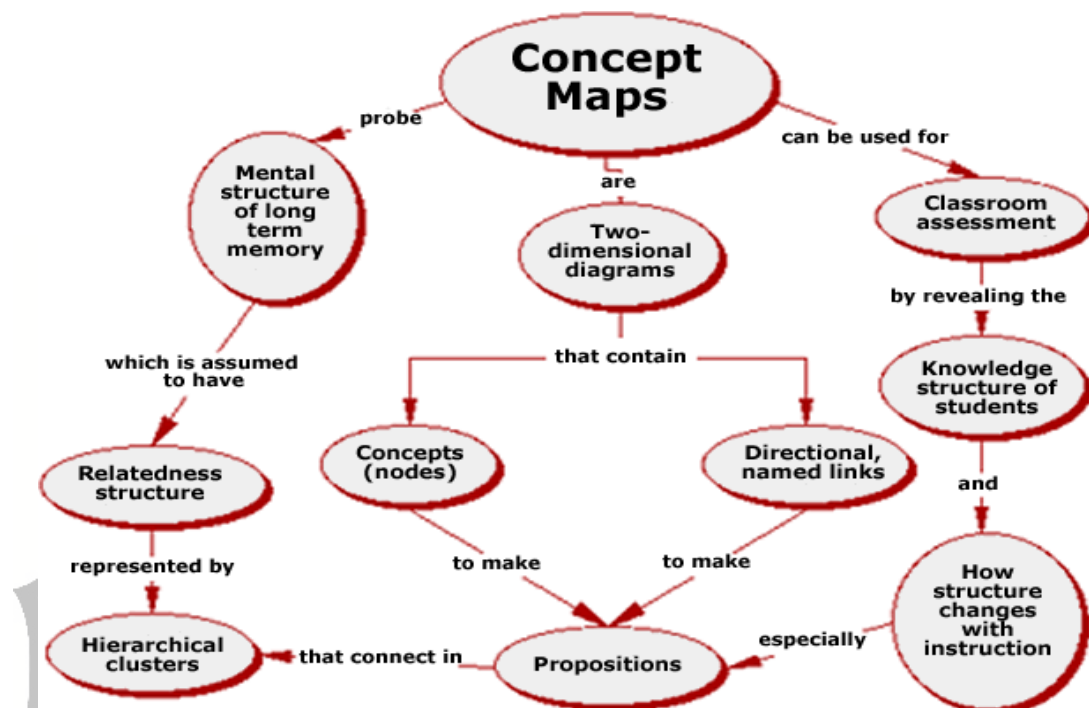 Concept
Maps
probe
can be used for
are
Mental
structure
of long
term
memory
Two-
dimensional
diagrams
Classroom
assessment
by revealing the
which is assumed
to have
that contain
Knowledge
structure of
students
Relatedness
structure
Concepts
(nodes)
Directional,
named links
and
represented by
to make
to make
How
structure
changes
with
instruction
especially
Hierarchical
clusters
that connect in
Propositions